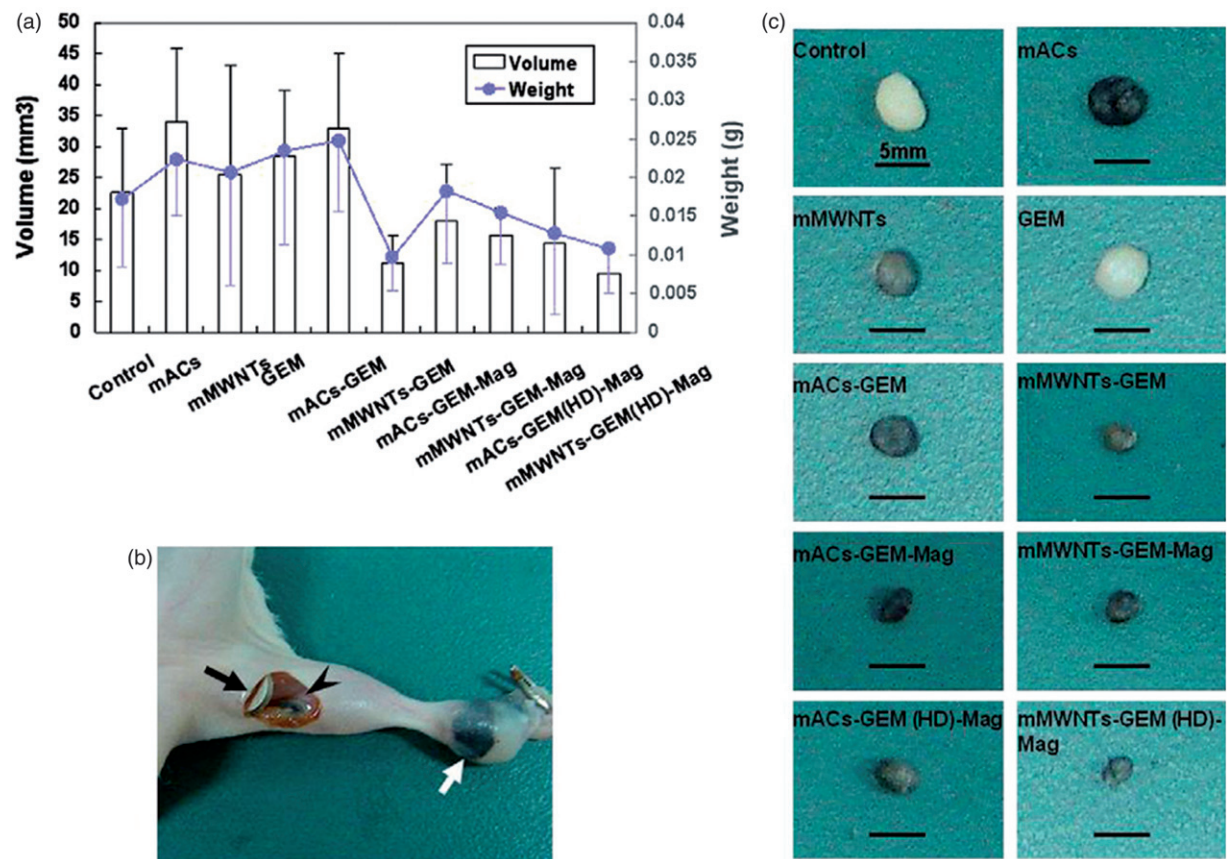 (a)
50
45
40
35
30
25
20
15
10
5
0
Volume (mm3)
Volume
Weight
0.04
0.035
0.03
0.025
0.02
0.015
0.01
0.005
0
Weight (g)
Control
mACs
mMWNTs
GEM
mACs-GEM
mMWNTs-GEM
mACs-GEM-Mag
mMWNTs-GEM-Mag
mACs-GEM(HD)-Mag
mMWNTs-GEM(HD)-Mag
(b)
(c)
Control
5mm
mACs
mMWNTs
GEM
mACs-GEM
mMWNTs-GEM
mACs-GEM-Mag
mMWNTs-GEM-Mag
mACs-GEM (HD)-Mag
mMWNTs-GEM (HD)-
Mag